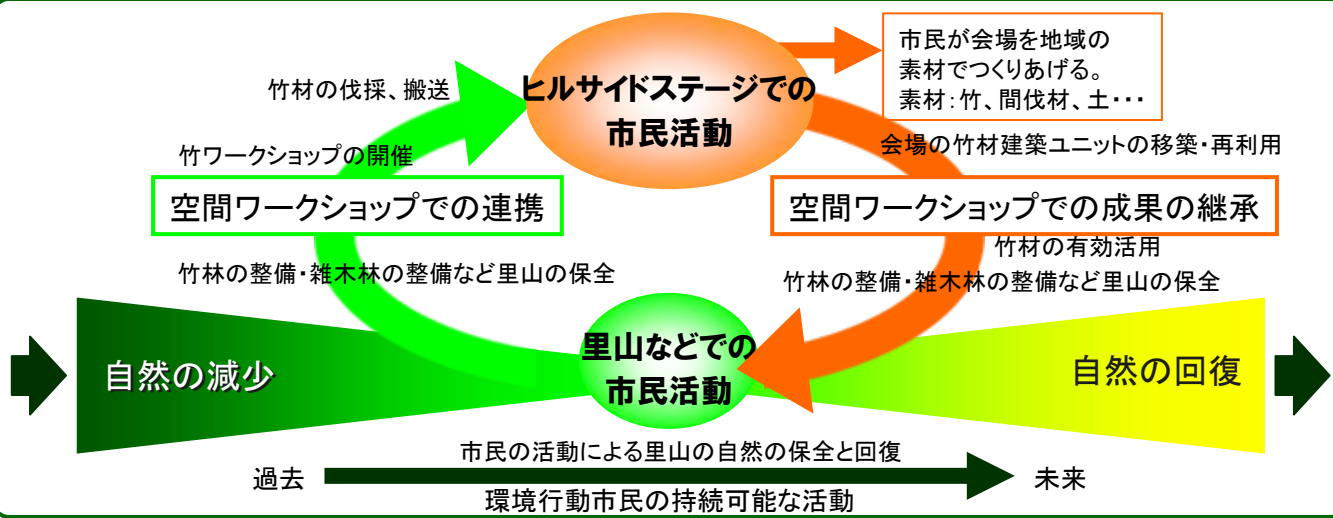 市民が会場を地域の
素材でつくりあげる。
素材：竹、間伐材、土・・・
ヒルサイドステージでの
市民活動
竹材の伐採、搬送
竹ワークショップの開催
会場の竹材建築ユニットの移築・再利用
空間ワークショップでの連携
空間ワークショップでの成果の継承
竹材の有効活用
竹林の整備・雑木林の整備など里山の保全
竹林の整備・雑木林の整備など里山の保全
里山などでの
市民活動
自然の減少
自然の回復
市民の活動による里山の自然の保全と回復
過去
未来
環境行動市民の持続可能な活動